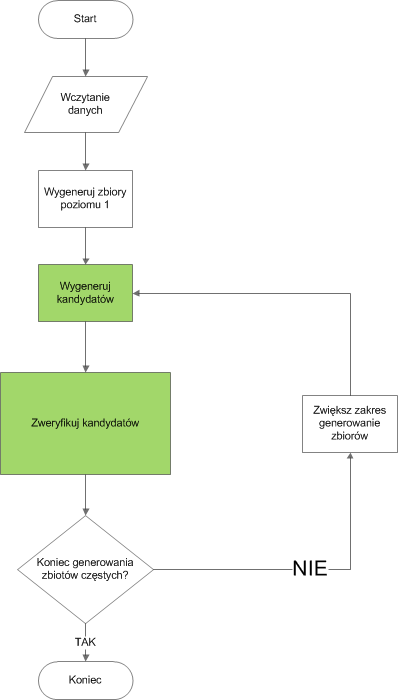 Start
Wczytanie
danych
Wygeneruj zbiory
poziomu 1
Wygeneruj
kandydatów
Zweryfikuj kandydatów
Zwiększ zakres
generowanie
zbiorów
Koniec generowania
zbiotów częstych?
NIE
TAK
Koniec